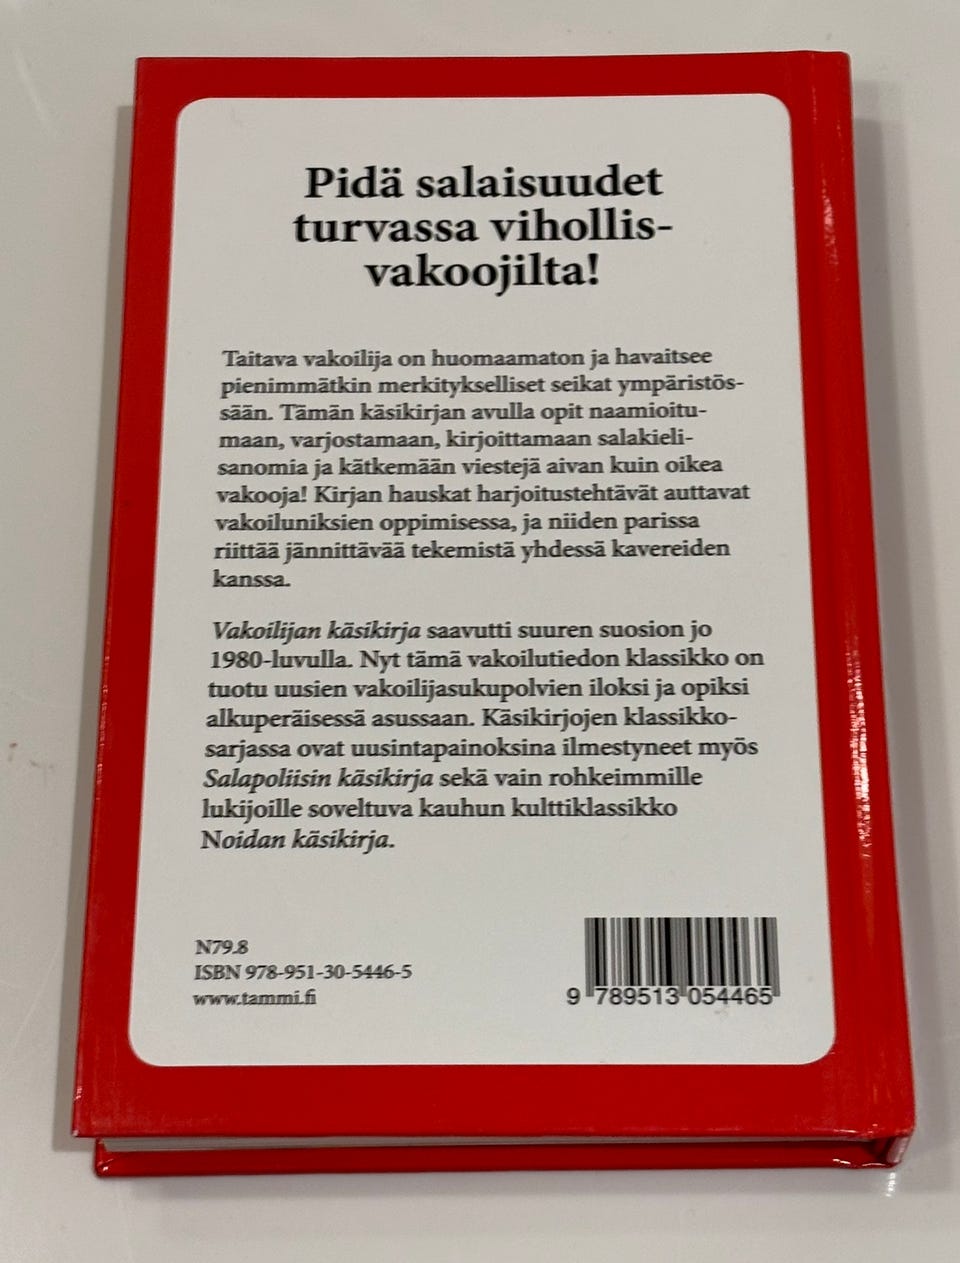 Pidä salaisuudet
turvassa vihollis-
vakoojilta!
Taitava vakoilija on huomaamaton ja havaitsee
pienimmätkin merkitykselliset seikat ympäristös-
sään. Tämän käsikirjan avulla opit naamioitu-
maan, varjostamaan, kirjoittamaan salakieli-
sanomia ja kätkemään viestejä aivan kuin oikea
vakooja! Kirjan hauskat harjoitustehtävät auttavat
vakoiluniksien oppimisessa, ja niiden parissa
riittää jännittävää tekemistä yhdessä kavereiden
kanssa.
Vakoilijan käsikirja saavutti suuren suosion jo
1980-luvulla. Nyt tämä vakoilutiedon klassikko on
tuotu uusien vakoilijasukupolvien iloksi ja opiksi
alkuperäisessä asussaan. Käsikirjojen klassikko-
sarjassa ovat uusintapainoksina ilmestyneet myös
Salapoliisin käsikirja sekä vain rohkeimmille
lukijoille soveltuva kauhun kulttiklassikko
Noidan käsikirja.
N79.8
ISBN 978-951-30-5446-5
www.tammi.fi
9 789513 054465